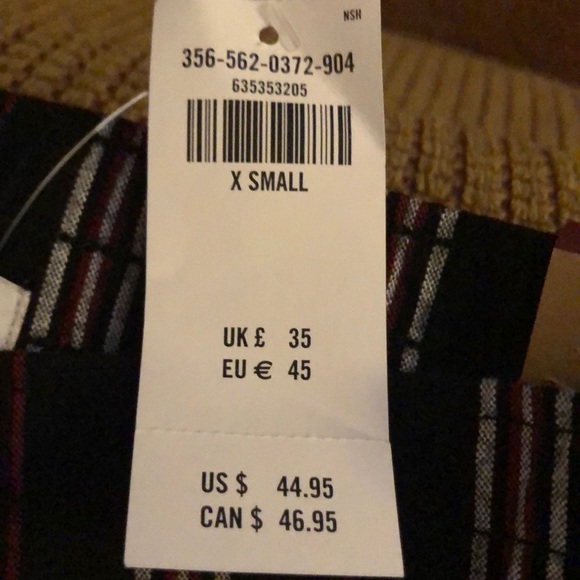 NSH
356-562-0372-904
635353205
X SMALL
UK £ 35
EU € 45
US $ 44.95
CAN $ 46.95